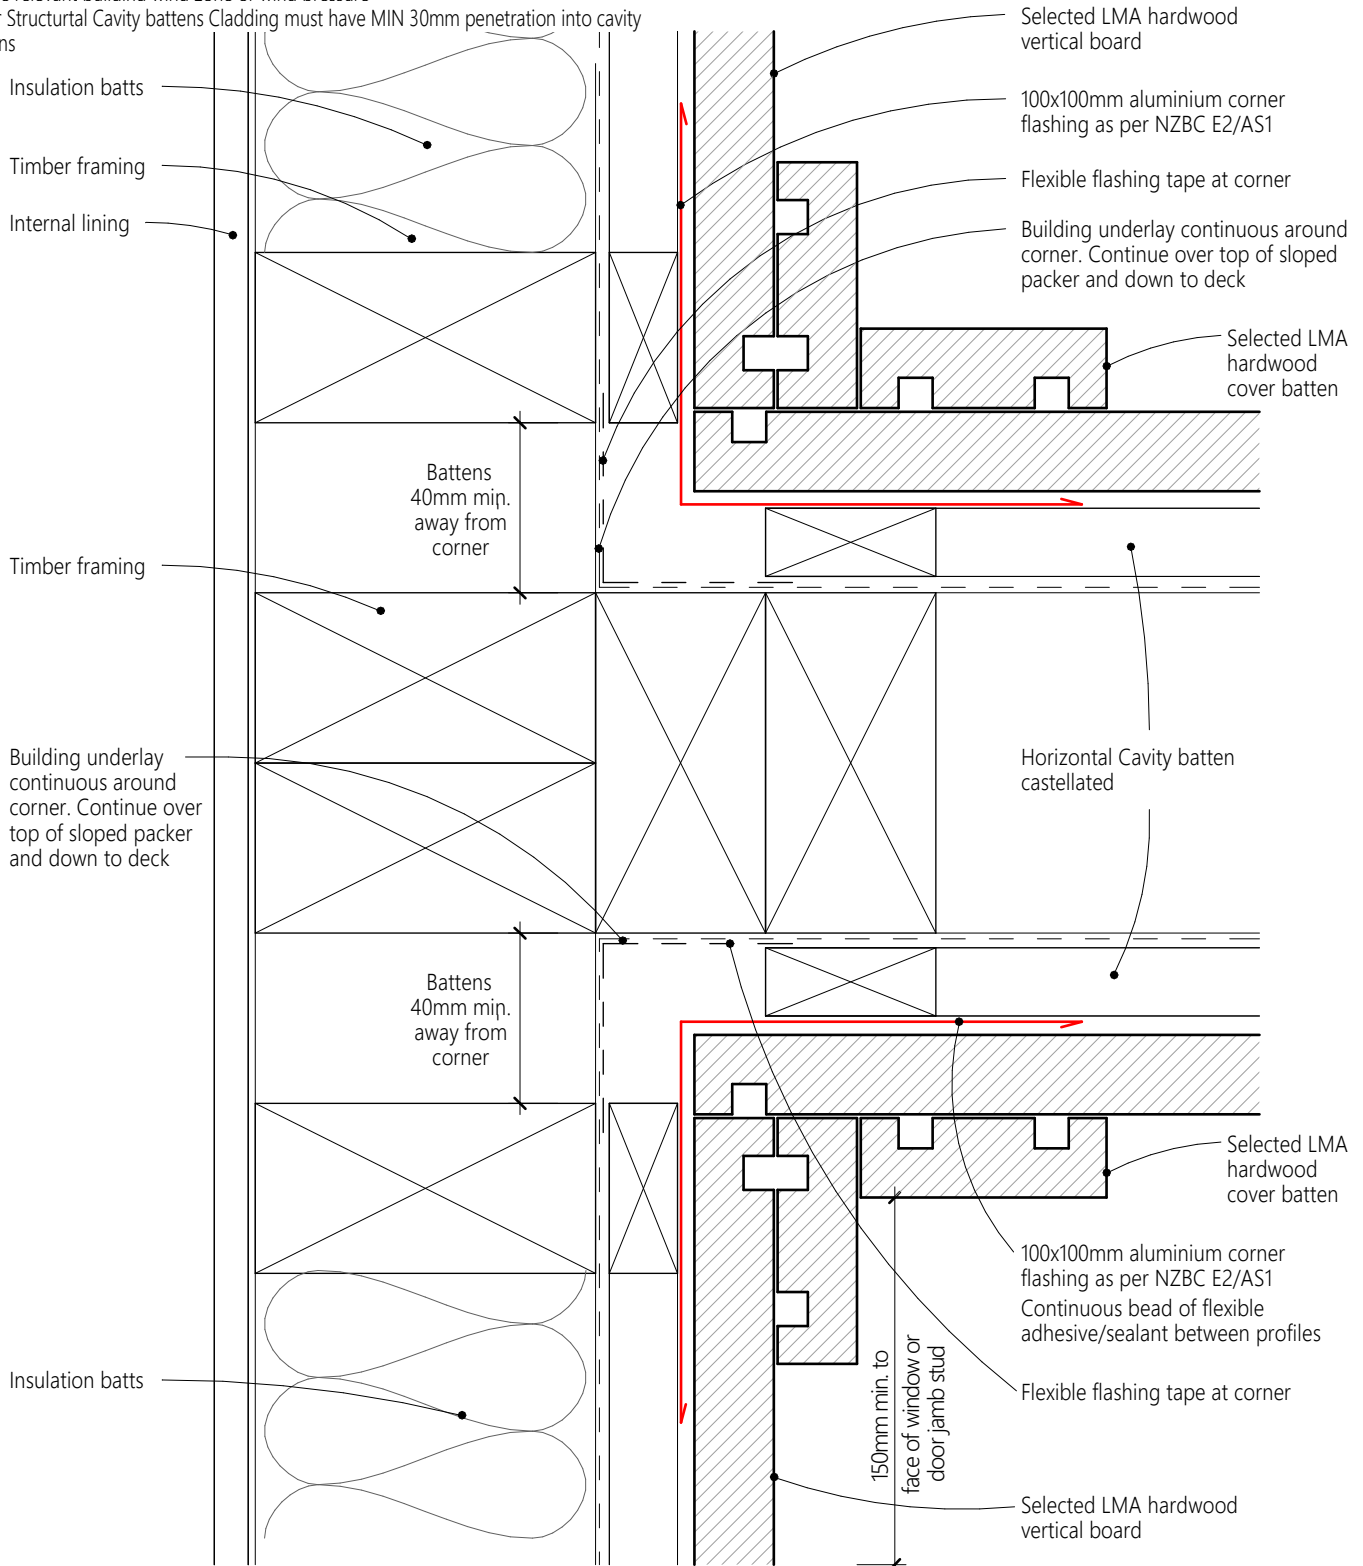 Structurtal Cavity battens Cladding must have MIN 30mm penetration into cavity
Insulation batts
Timber framing
Internal lining
Selected LMA hardwood
vertical board
100x100mm aluminium corner
flashing as per NZBC E2/AS1
Flexible flashing tape at corner
Building underlay continuous around
corner. Continue over top of sloped
packer and down to deck
Selected LMA
hardwood
cover batten
Battens
40mm min.
away from
corner
Timber framing
Building underlay
continuous around
corner. Continue over
top of sloped packer
and down to deck
Horizontal Cavity batten
castellated
Battens
40mm min.
away from
corner
Selected LMA
hardwood
cover batten
100x100mm aluminium corner
flashing as per NZBC E2/AS1
Continuous bead of flexible
adhesive/sealant between profiles
Insulation batts
150mm min. to
face of window or
door jamb stud
Flexible flashing tape at corner
Selected LMA hardwood
vertical board